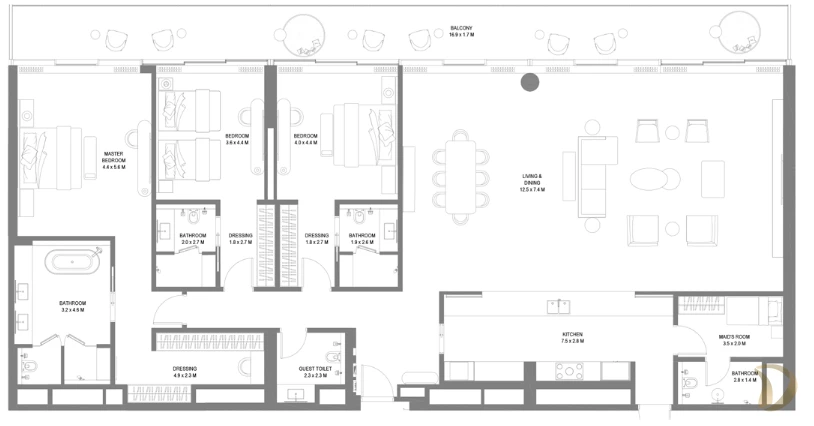 BALCONY
16.9 x 1.7 M
MASTER
BEDROOM
4.4 x 5.6 M
BEDROOM
3.6 x 4.4 M
BEDROOM
4.0 x 4.4 M
LIVING &
DINING
12.5 x 7.4 M
BATHROOM
2.0 x 2.7 M
DRESSING
1.8 x 2.7 M
DRESSING
1.8 x 2.7 M
BATHROOM
1.9 x 2.6 M
BATHROOM
3.2 x 4.9 M
KITCHEN
7.5 x 2.8 M
MAID'S ROOM
3.5 x 2.0 M
DRESSING
4.9 x 2.3 M
GUEST TOILET
2.3 x 2.3 M
BATHROOM
2.8 x 1.4 M